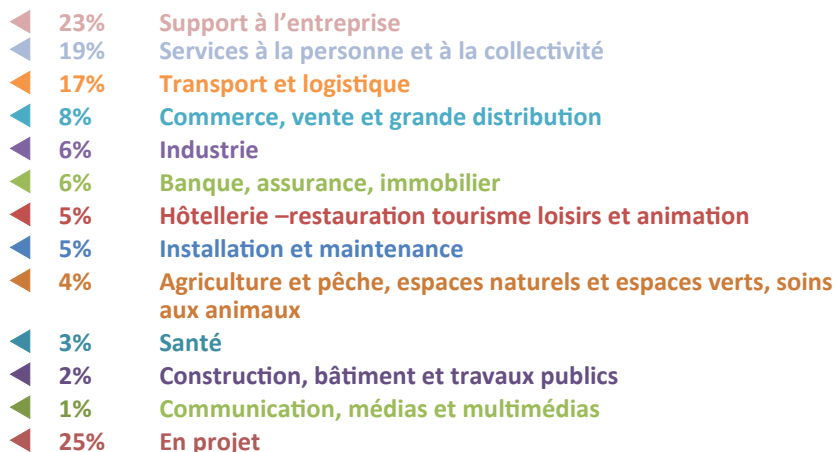 23% Support à l’entreprise
19% Services à la personne et à la collectivité
17% Transport et logistique
8% Commerce, vente et grande distribution
6% Industrie
6% Banque, assurance, immobilier
5% Hôtellerie –restauration tourisme loisirs et animation
5% Installation et maintenance
4% Agriculture et pêche, espaces naturels et espaces verts, soins
aux animaux
3% Santé
2% Construction, bâtiment et travaux publics
1% Communication, médias et multimédias
25% En projet